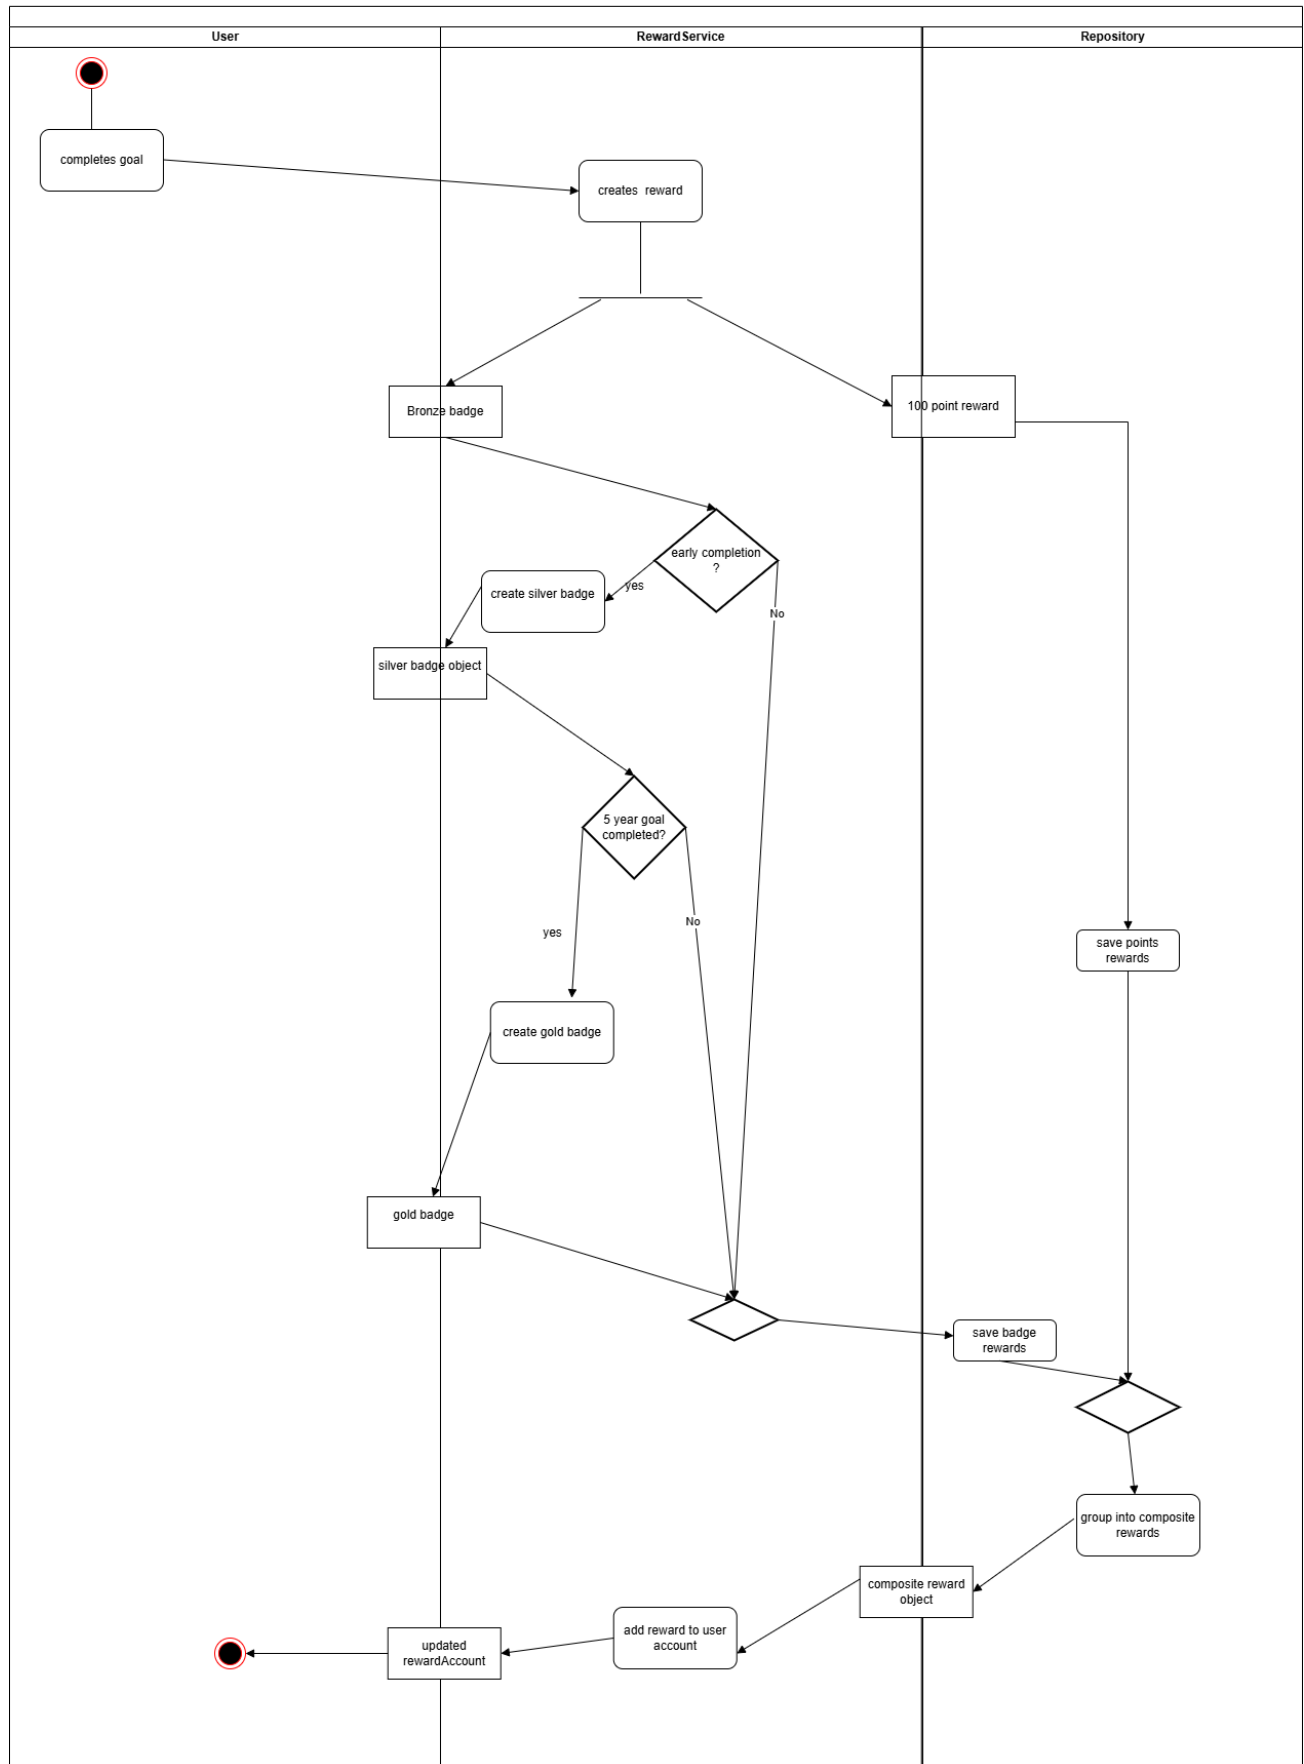 User
RewardService
Repository
completes goal
creates  reward
Bronze badge
100 point reward
early completion
?
yes
No
create silver badge
silver badge object
5 year goal
completed?
yes
No
save points
rewards
create gold badge
gold badge
save badge
rewards
group into composite
rewards
composite reward
object
add reward to user
account
updated
rewardAccount